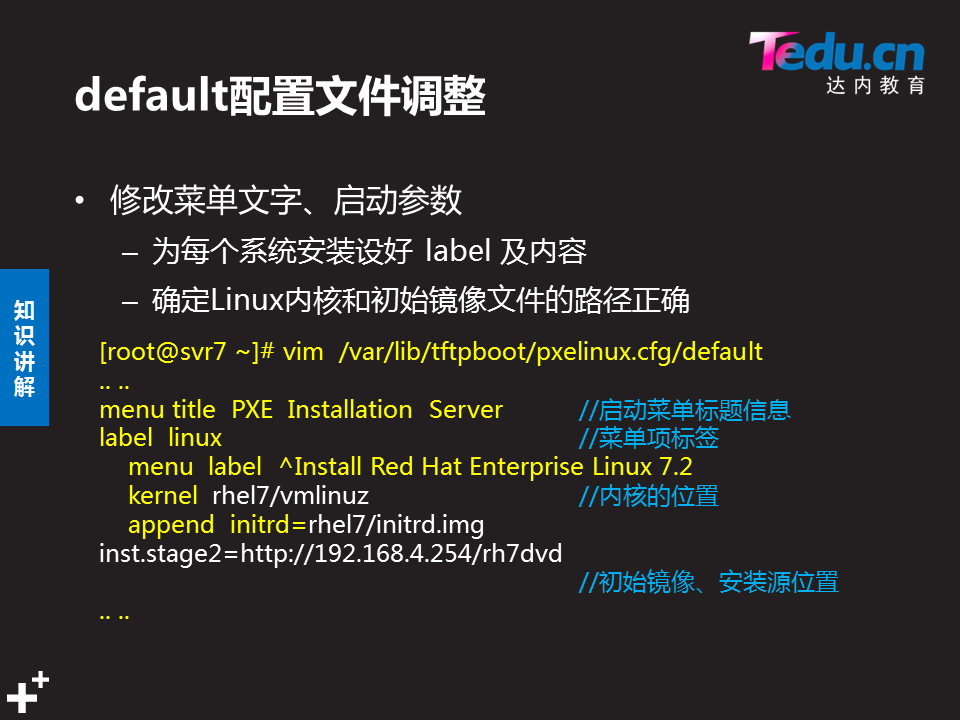 Tedu.cn
达内教育
default配置文件调整
• 修改菜单文字、启动参数
– 为每个系统安装设好 label 及内容
– 确定Linux内核和初始镜像文件的路径正确
知识讲解
[root@svr7 ~]# vim /var/lib/tftpboot/pxelinux.cfg/default
.. ..
menu title PXE Installation Server //启动菜单标题信息
label linux //菜单项标签
menu label ^Install Red Hat Enterprise Linux 7.2
kernel rhel7/vmlinuz //内核的位置
append initrd=rhel7/initrd.img
inst.stage2=http://192.168.4.254/rh7dvd
//初始镜像、安装源位置
.. ..